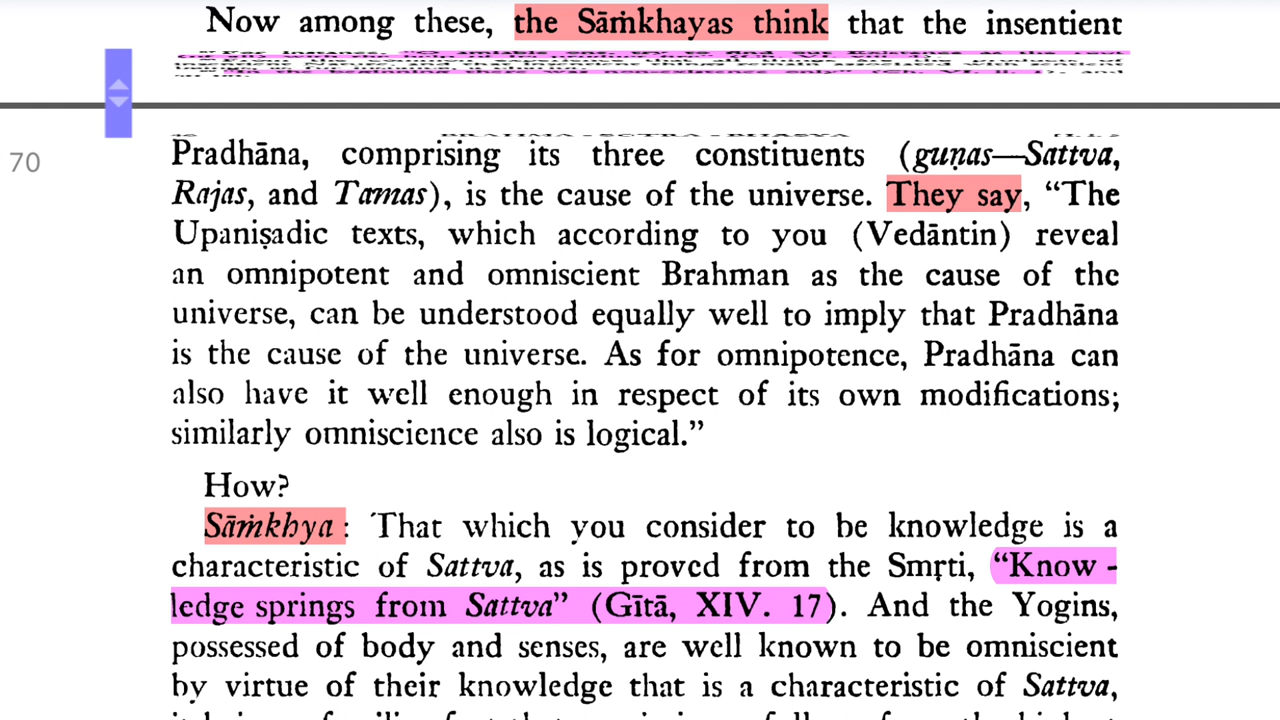 Now among these, the Sāṁkhayas think that the insentient
70
Pradhāna, comprising its three constituents (guṇas—Sattva,
Rajas, and Tamas), is the cause of the universe. They say, “The
Upaniṣadic texts, which according to you (Vedāntin) reveal
an omnipotent and omniscient Brahman as the cause of the
universe, can be understood equally well to imply that Pradhāna
is the cause of the universe. As for omnipotence, Pradhāna can
also have it well enough in respect of its own modifications;
similarly omniscience also is logical.”
How?
Sāṁkhya: That which you consider to be knowledge is a
characteristic of Sattva, as is proved from the Smṛti, “Know -
ledge springs from Sattva” (Gītā, XIV. 17). And the Yogins,
possessed of body and senses, are well known to be omniscient
by virtue of their knowledge that is a characteristic of Sattva,